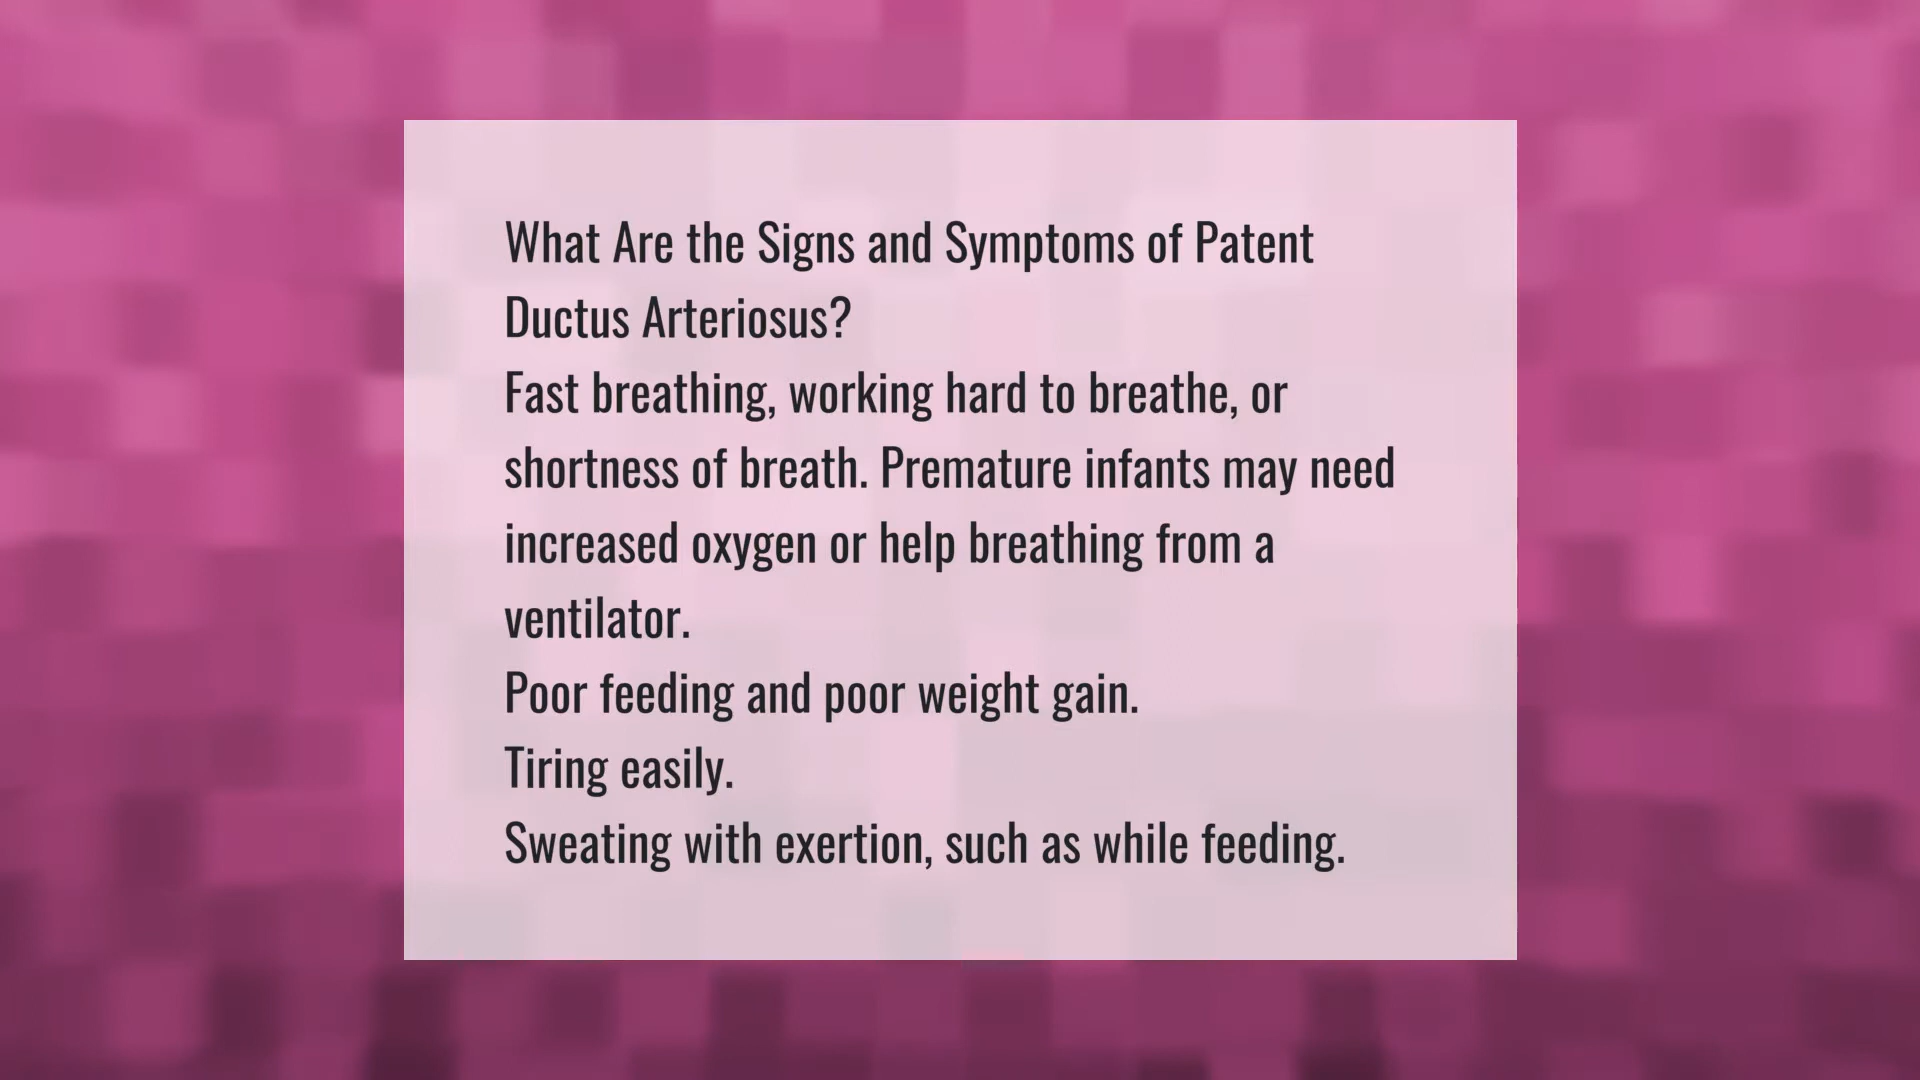 What Are the Signs and Symptoms of Patent
Ductus Arteriosus?
Fast breathing, working hard to breathe, or
shortness of breath. Premature infants may need
increased oxygen or help breathing from a
ventilator.
Poor feeding and poor weight gain.
Tiring easily.
Sweating with exertion, such as while feeding.